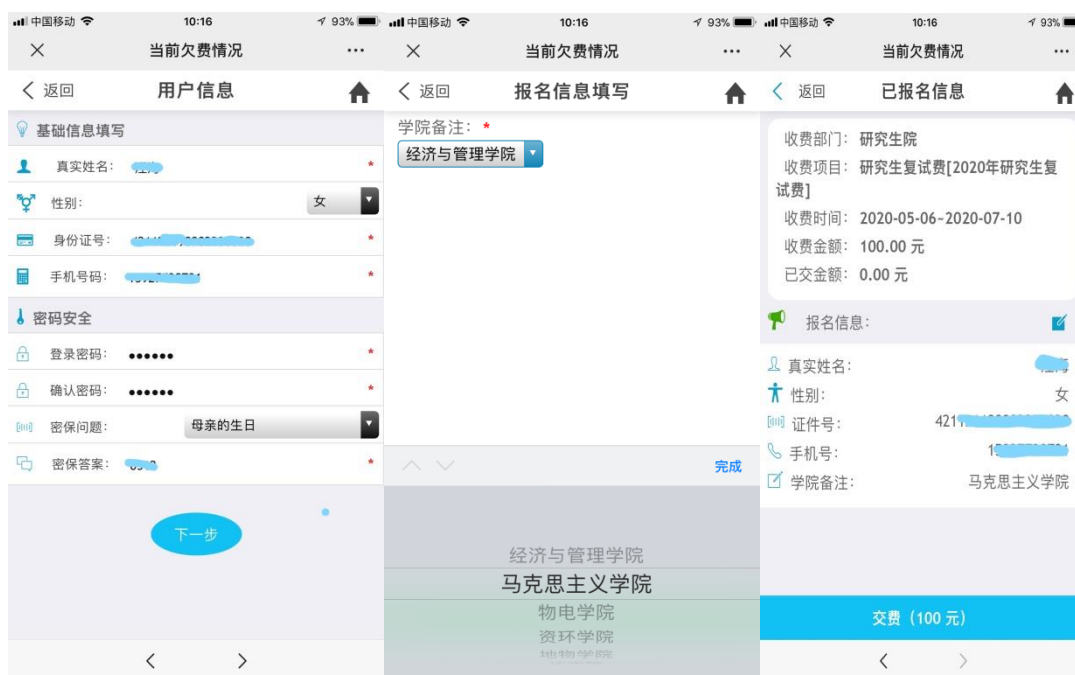 中国移动 10:16 93%
当前欠费情况
返回 用户信息
基础信息填写
真实姓名: *
性别: 女
身份证号: *
手机号码: *
密码安全
登录密码: •••••• *
确认密码: •••••• *
密保问题: 母亲的生日
密保答案: *
下一步
中国移动 10:16 93%
当前欠费情况
返回 报名信息填写
学院备注: *
经济与管理学院
完成
经济与管理学院
马克思主义学院
物电学院
资环学院
地物学院
中国移动 10:16 93%
当前欠费情况
返回 已报名信息
收费部门: 研究生院
收费项目: 研究生复试费[2020年研究生复
试费]
收费时间: 2020-05-06~2020-07-10
收费金额: 100.00 元
已交金额: 0.00 元
报名信息:
真实姓名:
性别: 女
证件号: 421
手机号: 1
学院备注: 马克思主义学院
交费（100 元）